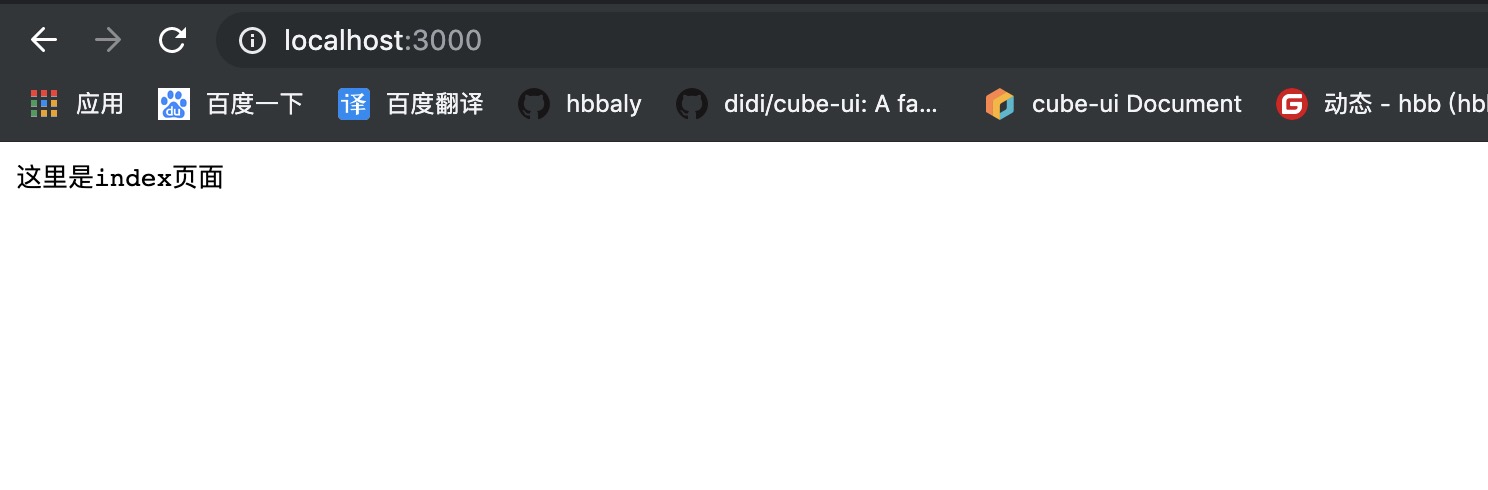 localhost:3000
应用 du 百度一下 译 百度翻译 hbbaly didi/cube-ui: A fa... cube-ui Document G 动态 - hbb (hbb
这里是index页面